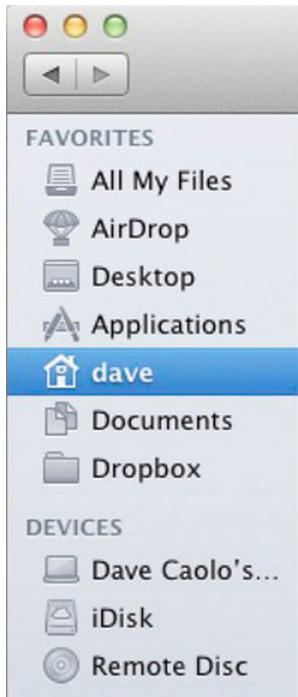 FAVORITES
All My Files
AirDrop
Desktop
Applications
dave
Documents
Dropbox
DEVICES
Dave Caolo's...
iDisk
Remote Disc